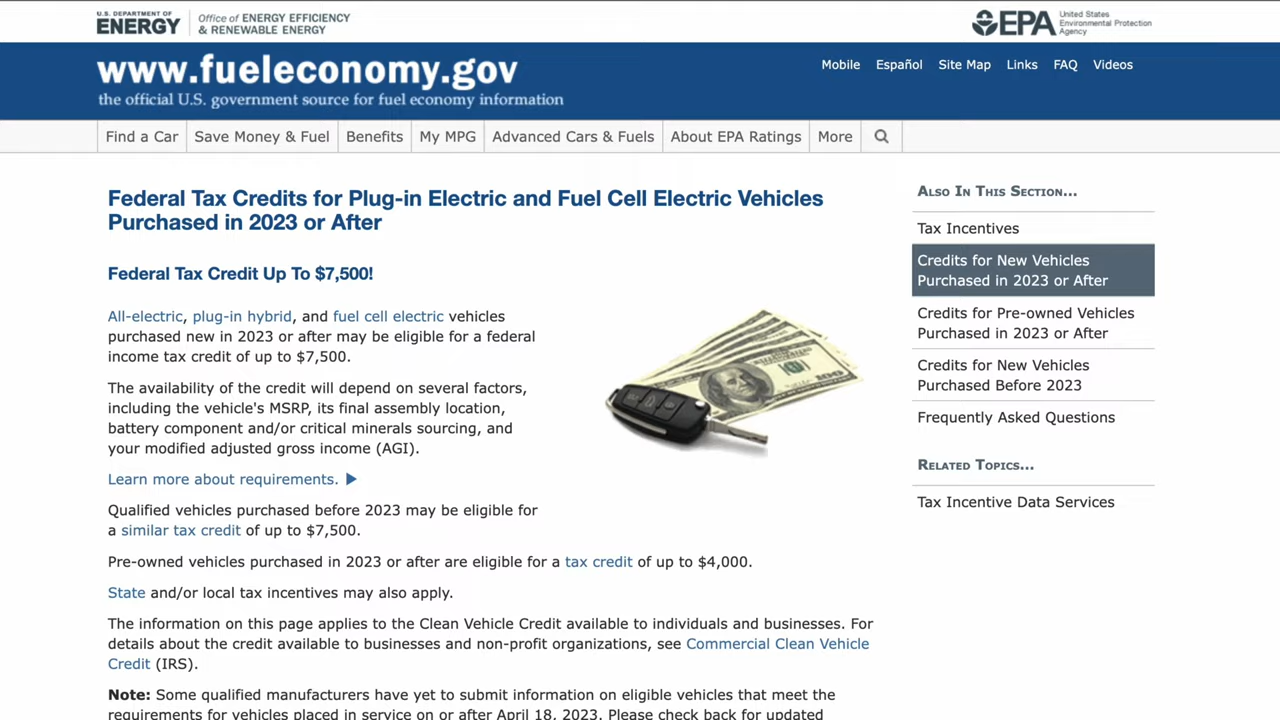 U.S. DEPARTMENT OF
ENERGY
Office of ENERGY EFFICIENCY
& RENEWABLE ENERGY
EPA
United States
Environmental Protection
Agency
www.fueleconomy.gov
the official U.S. government source for fuel economy information
Mobile Español Site Map Links FAQ Videos
Find a Car Save Money & Fuel Benefits My MPG Advanced Cars & Fuels About EPA Ratings More
Federal Tax Credits for Plug-in Electric and Fuel Cell Electric Vehicles
Purchased in 2023 or After
Federal Tax Credit Up To $7,500!
All-electric, plug-in hybrid, and fuel cell electric vehicles
purchased new in 2023 or after may be eligible for a federal
income tax credit of up to $7,500.
The availability of the credit will depend on several factors,
including the vehicle's MSRP, its final assembly location,
battery component and/or critical minerals sourcing, and
your modified adjusted gross income (AGI).
Learn more about requirements.
Qualified vehicles purchased before 2023 may be eligible for
a similar tax credit of up to $7,500.
Pre-owned vehicles purchased in 2023 or after are eligible for a tax credit of up to $4,000.
State and/or local tax incentives may also apply.
The information on this page applies to the Clean Vehicle Credit available to individuals and businesses. For
details about the credit available to businesses and non-profit organizations, see Commercial Clean Vehicle
Credit (IRS).
Note: Some qualified manufacturers have yet to submit information on eligible vehicles that meet the
requirements for vehicles placed in service on or after April 18, 2023. Please check back for updated
Also In This Section...
Tax Incentives
Credits for New Vehicles
Purchased in 2023 or After
Credits for Pre-owned Vehicles
Purchased in 2023 or After
Credits for New Vehicles
Purchased Before 2023
Frequently Asked Questions
Related Topics...
Tax Incentive Data Services
100